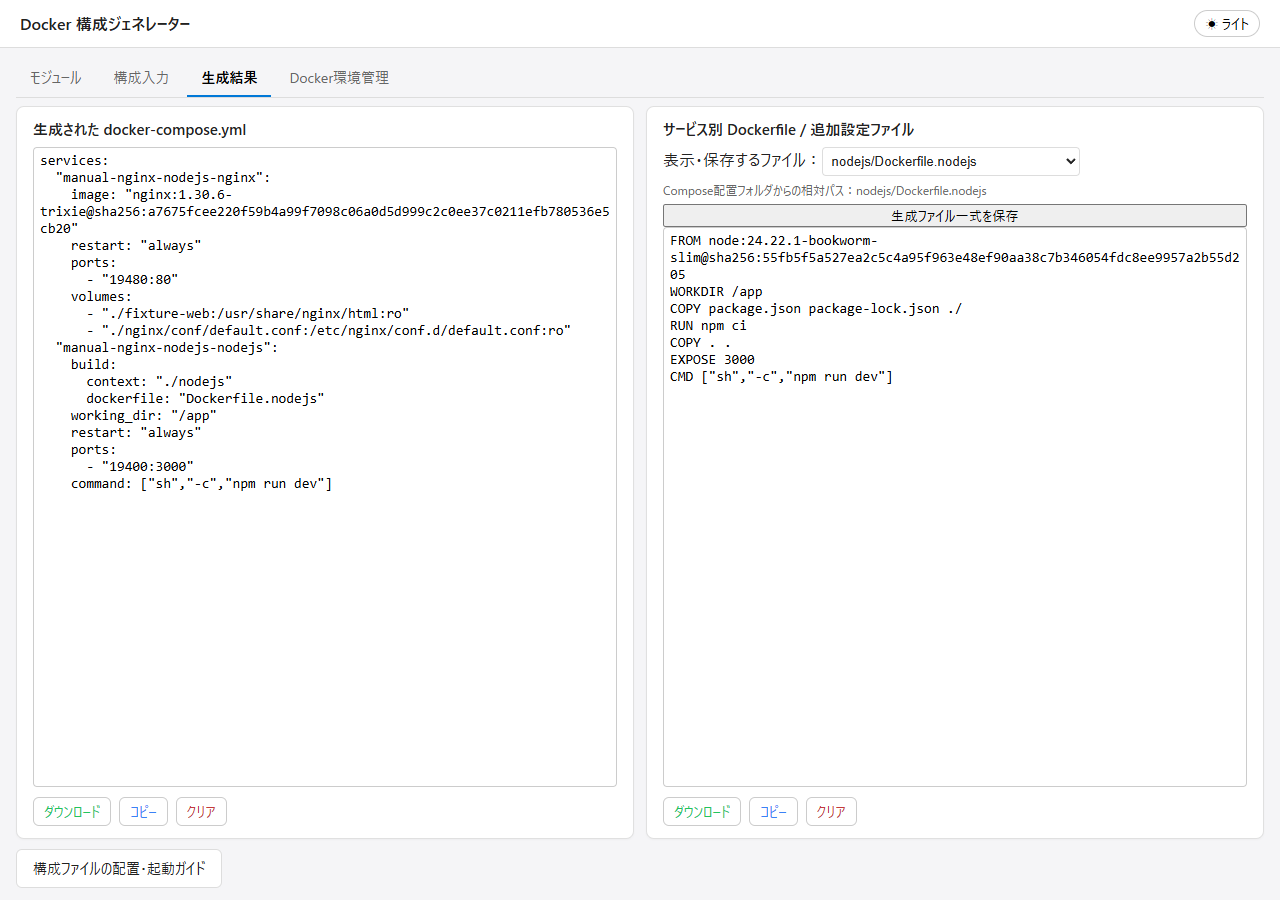 Docker 構成ジェネレーター
☀ ライト
モジュール
構成入力
生成結果
Docker環境管理
生成された docker-compose.yml
services:
  "manual-nginx-nodejs-nginx":
    image: "nginx:1.30.6-
trixie@sha256:a7675fcee220f59b4a99f7098c06a0d5d999c2c0ee37c0211efb780536e5
cb20"
    restart: "always"
    ports:
      - "19480:80"
    volumes:
      - "./fixture-web:/usr/share/nginx/html:ro"
      - "./nginx/conf/default.conf:/etc/nginx/conf.d/default.conf:ro"
  "manual-nginx-nodejs-nodejs":
    build:
      context: "./nodejs"
      dockerfile: "Dockerfile.nodejs"
    working_dir: "/app"
    restart: "always"
    ports:
      - "19400:3000"
    command: ["sh","-c","npm run dev"]
ダウンロード
コピー
クリア
サービス別 Dockerfile / 追加設定ファイル
表示・保存するファイル： nodejs/Dockerfile.nodejs
Compose配置フォルダからの相対パス：nodejs/Dockerfile.nodejs
生成ファイル一式を保存
FROM node:24.22.1-bookworm-
slim@sha256:55fb5f5a527ea2c5c4a95f963e48ef90aa38c7b346054fdc8ee9957a2b55d2
05
WORKDIR /app
COPY package.json package-lock.json ./
RUN npm ci
COPY . .
EXPOSE 3000
CMD ["sh","-c","npm run dev"]
ダウンロード
コピー
クリア
構成ファイルの配置・起動ガイド